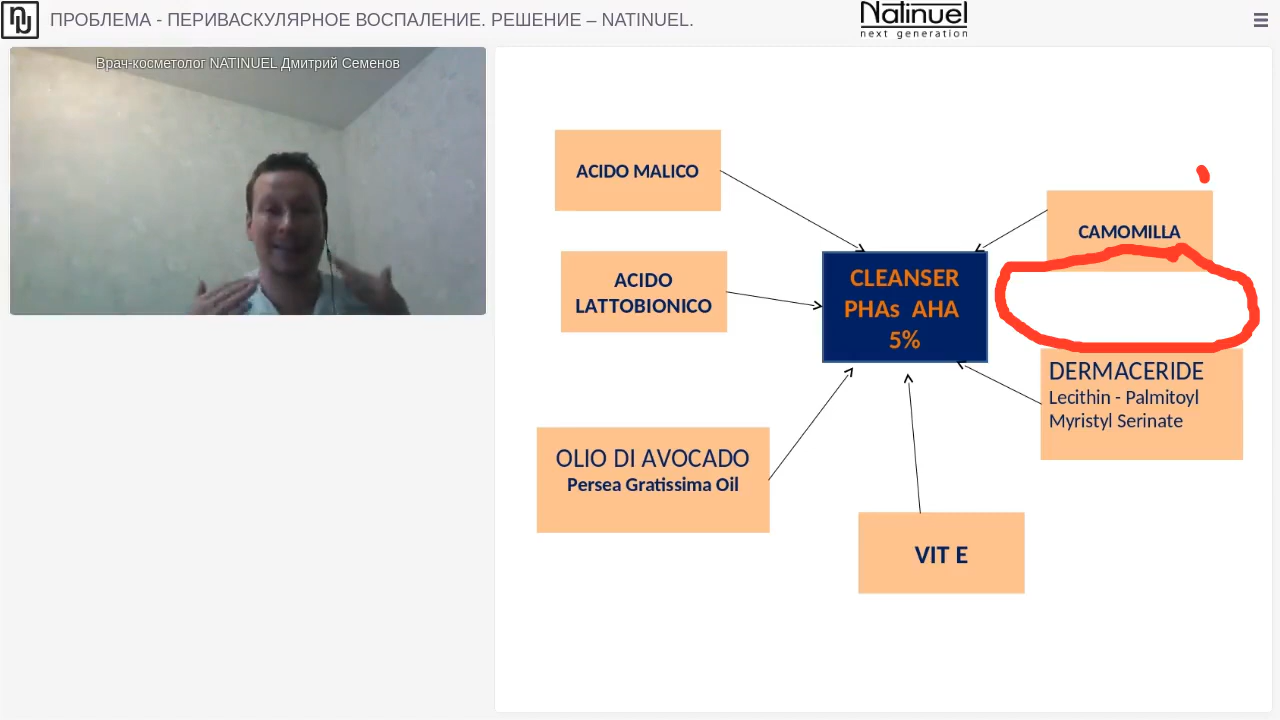 ПРОБЛЕМА - ПЕРИВАСКУЛЯРНОЕ ВОСПАЛЕНИЕ. РЕШЕНИЕ – NATINUEL.
Natinuel
next generation
Врач-косметолог NATINUEL Дмитрий Семенов
ACIDO MALICO
CAMOMILLA
ACIDO
LATTOBIONICO
CLEANSER
PHAs AHA
5%
DERMACERIDE
Lecithin - Palmitoyl
Myristyl Serinate
OLIO DI AVOCADO
Persea Gratissima Oil
VIT E